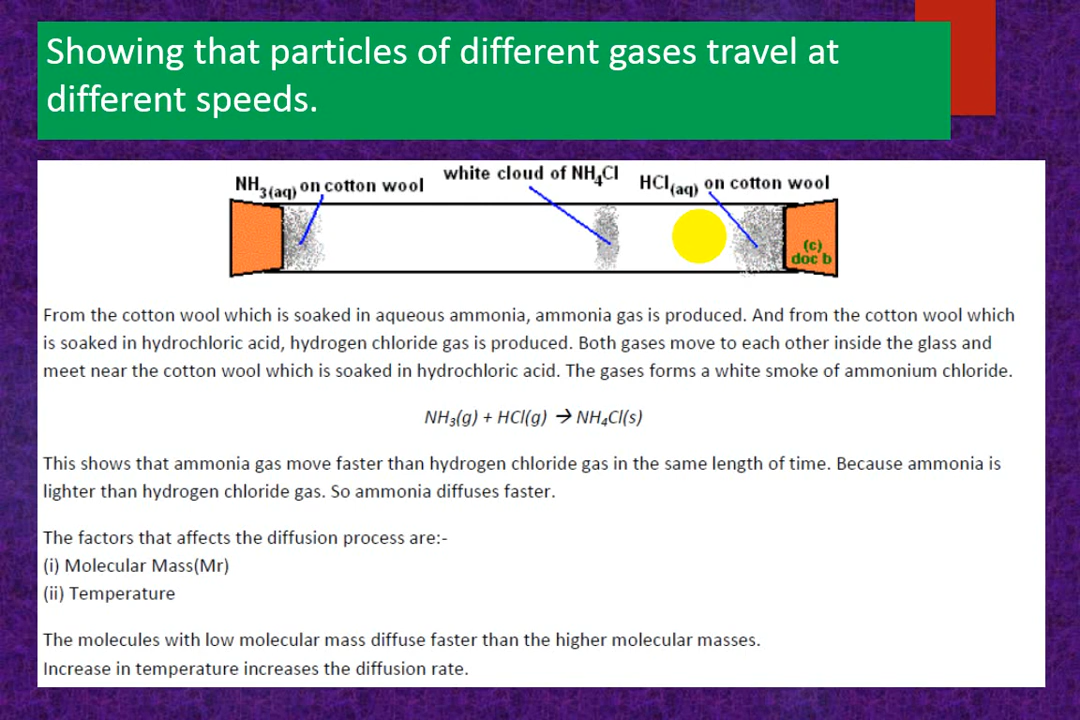 Showing that particles of different gases travel at
different speeds.
NH3(aq) on cotton wool
white cloud of NH4Cl
HCl(aq) on cotton wool
(c)
doc b
From the cotton wool which is soaked in aqueous ammonia, ammonia gas is produced. And from the cotton wool which
is soaked in hydrochloric acid, hydrogen chloride gas is produced. Both gases move to each other inside the glass and
meet near the cotton wool which is soaked in hydrochloric acid. The gases forms a white smoke of ammonium chloride.
NH₃(g) + HCl(g) → NH₄Cl(s)
This shows that ammonia gas move faster than hydrogen chloride gas in the same length of time. Because ammonia is
lighter than hydrogen chloride gas. So ammonia diffuses faster.
The factors that affects the diffusion process are:-
(i) Molecular Mass(Mr)
(ii) Temperature
The molecules with low molecular mass diffuse faster than the higher molecular masses.
Increase in temperature increases the diffusion rate.